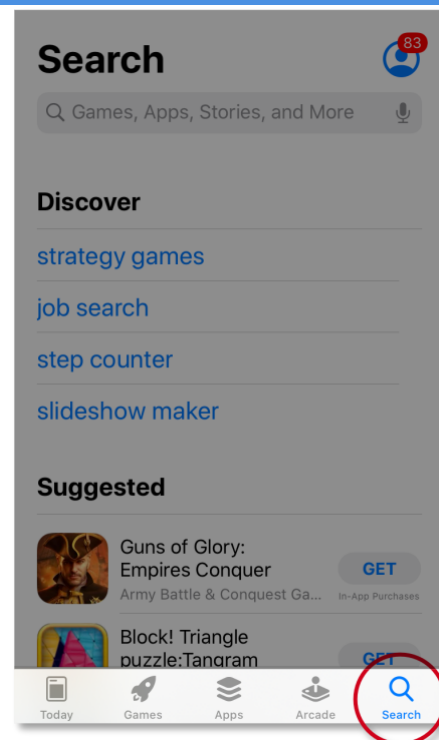 Search
83
Games, Apps, Stories, and More
Discover
strategy games
job search
step counter
slideshow maker
Suggested
Guns of Glory:
Empires Conquer
Army Battle & Conquest Ga...
GET
In-App Purchases
Block! Triangle
puzzle:Tangram
GET
Today
Games
Apps
Arcade
Search